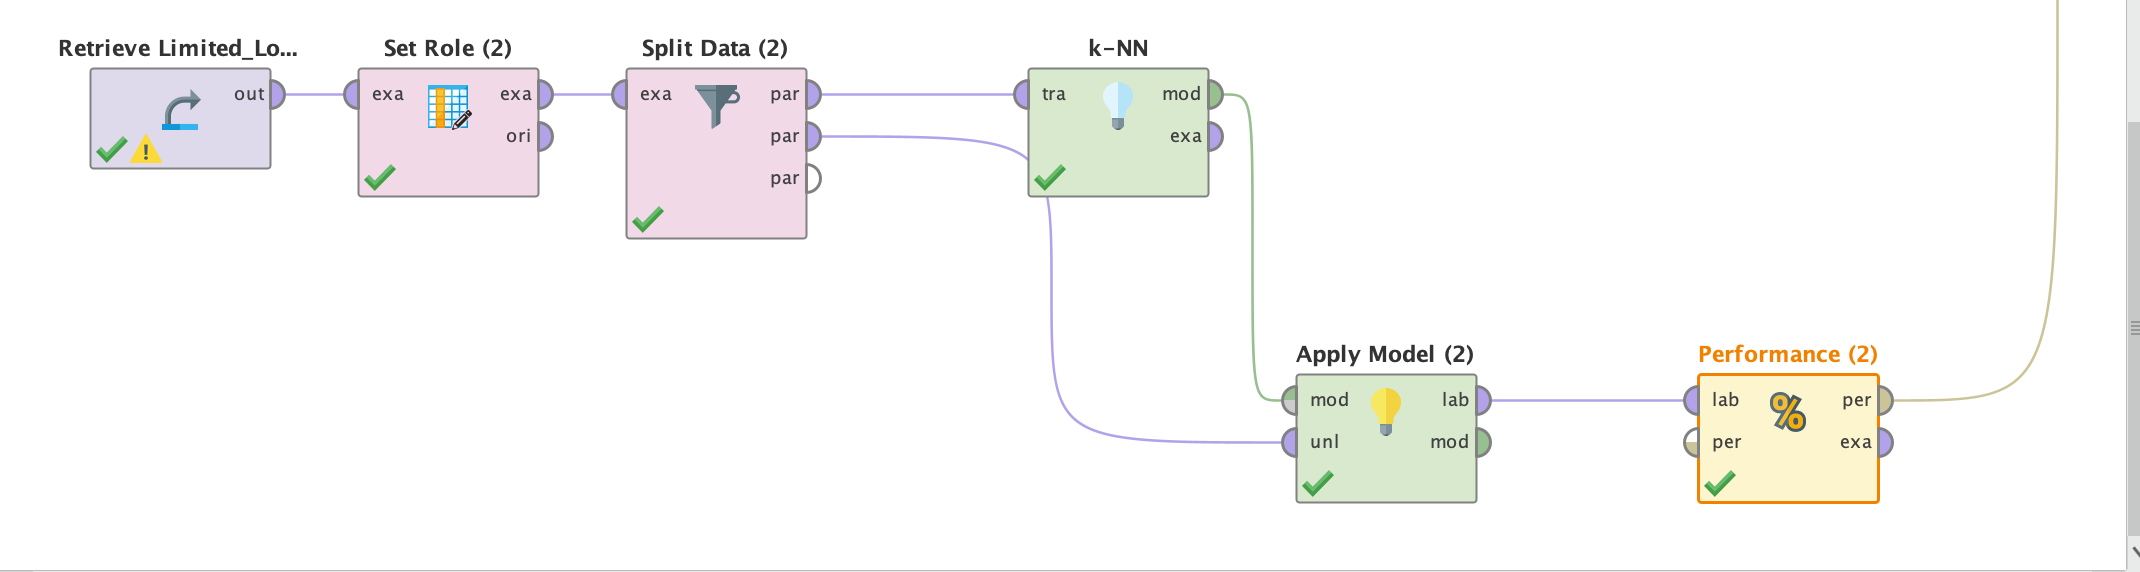 Retrieve Limited_Lo...
out
Set Role (2)
exa
exa
ori
Split Data (2)
exa
par
par
par
k-NN
tra
mod
exa
Apply Model (2)
mod
lab
unl
mod
Performance (2)
lab
per
per
exa
%